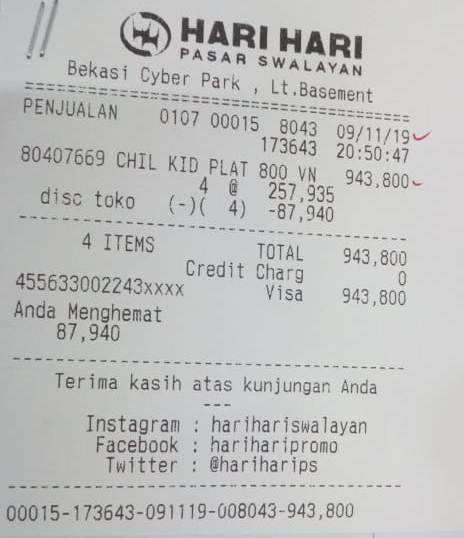 HARI HARI
PASAR SWALAYAN
Bekasi Cyber Park , Lt.Basement
================================================
PENJUALAN 0107 00015 8043 09/11/19
173643 20:50:47
80407669 CHIL KID PLAT 800 VN 943,800
4 @ 257,935
disc toko (-)( 4) -87,940
------------------------------------------------
4 ITEMS TOTAL 943,800
Credit Charg 0
455633002243xxxx Visa 943,800
Anda Menghemat
87,940
------------------------------------------------
Terima kasih atas kunjungan Anda
---
Instagram : harihariswalayan
Facebook : hariharipromo
Twitter : @hariharips
------------------------------------------------
00015-173643-091119-008043-943,800